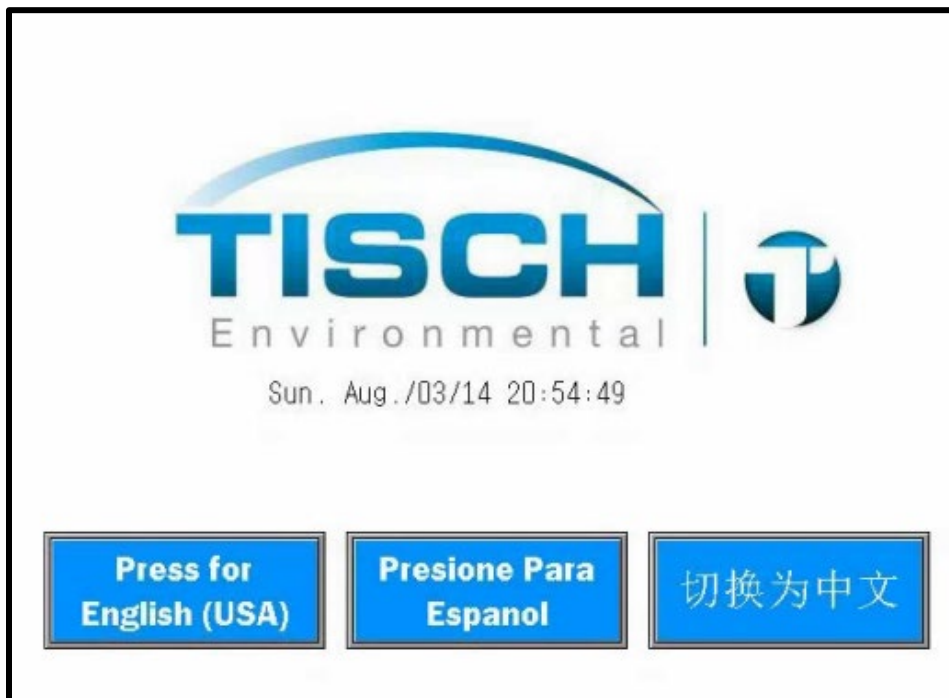 TISCH
Environmental
Sun. Aug./03/14 20:54:49
Press for
English (USA)
Presione Para
Espanol
切换为中文